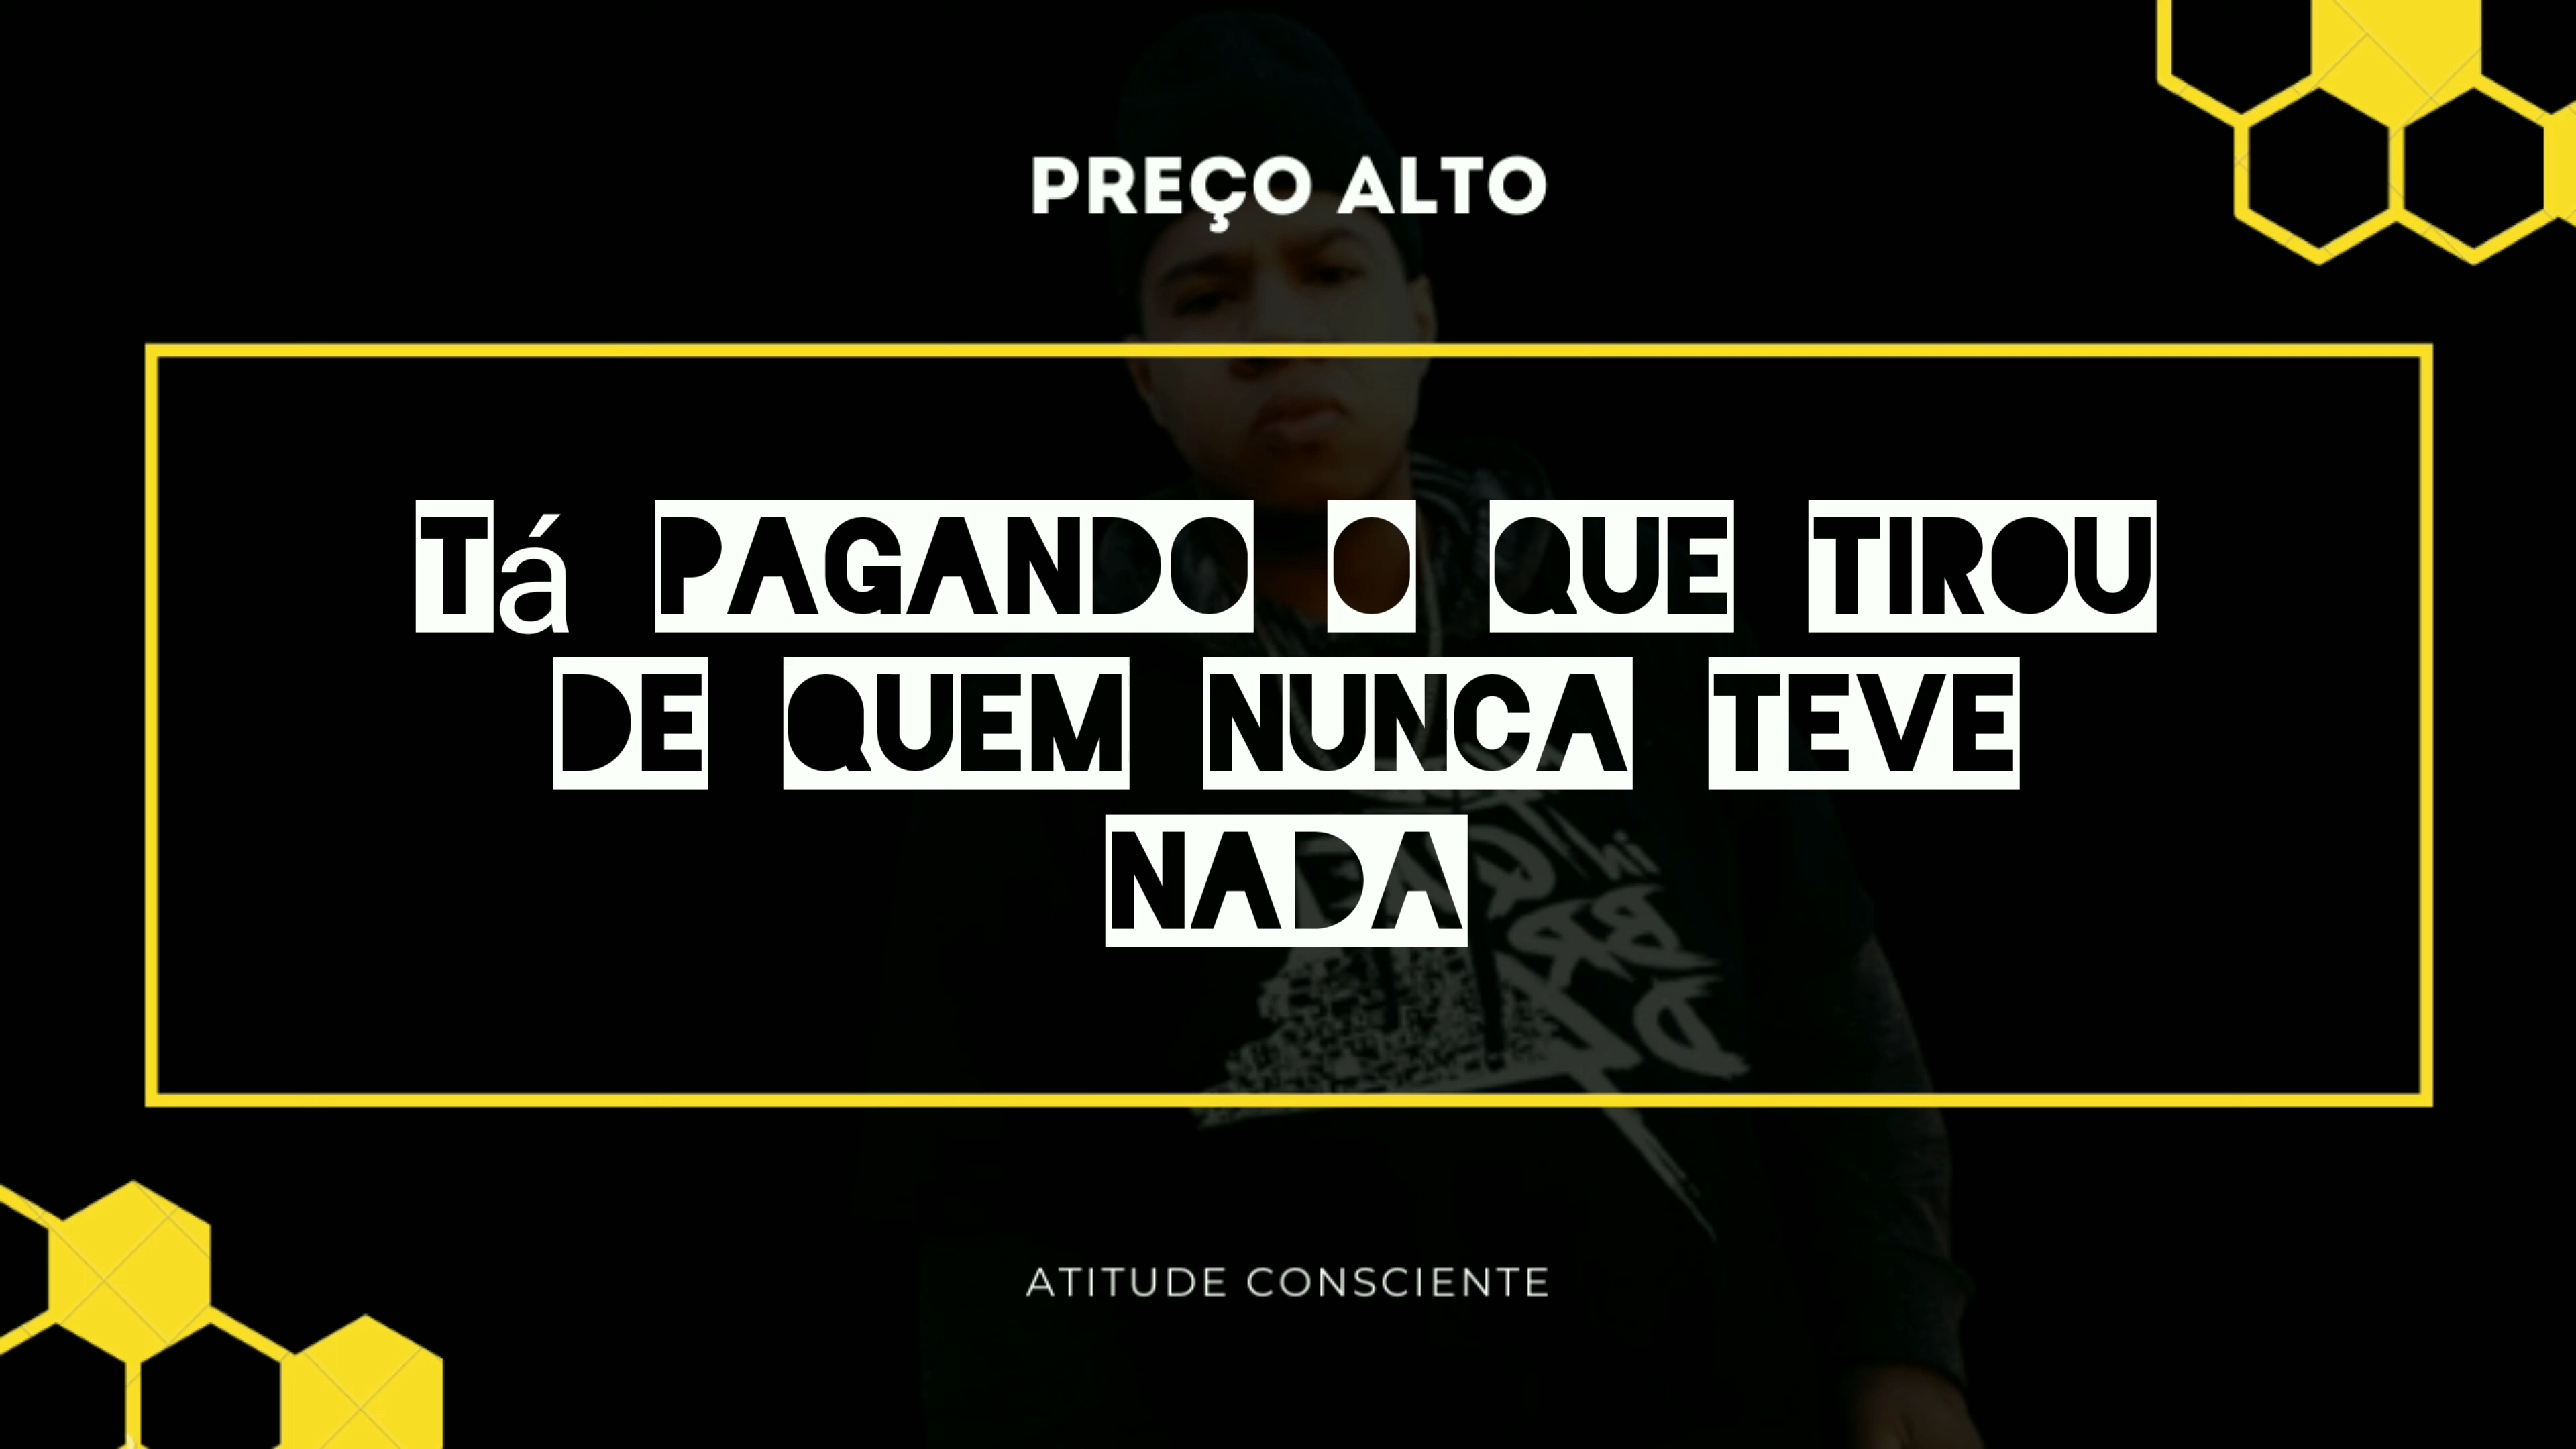 PREÇO ALTO
Tá PAGANDO O QUE TIROU
DE QUEM NUNCA TEVE
NADA
ATITUDE CONSCIENTE